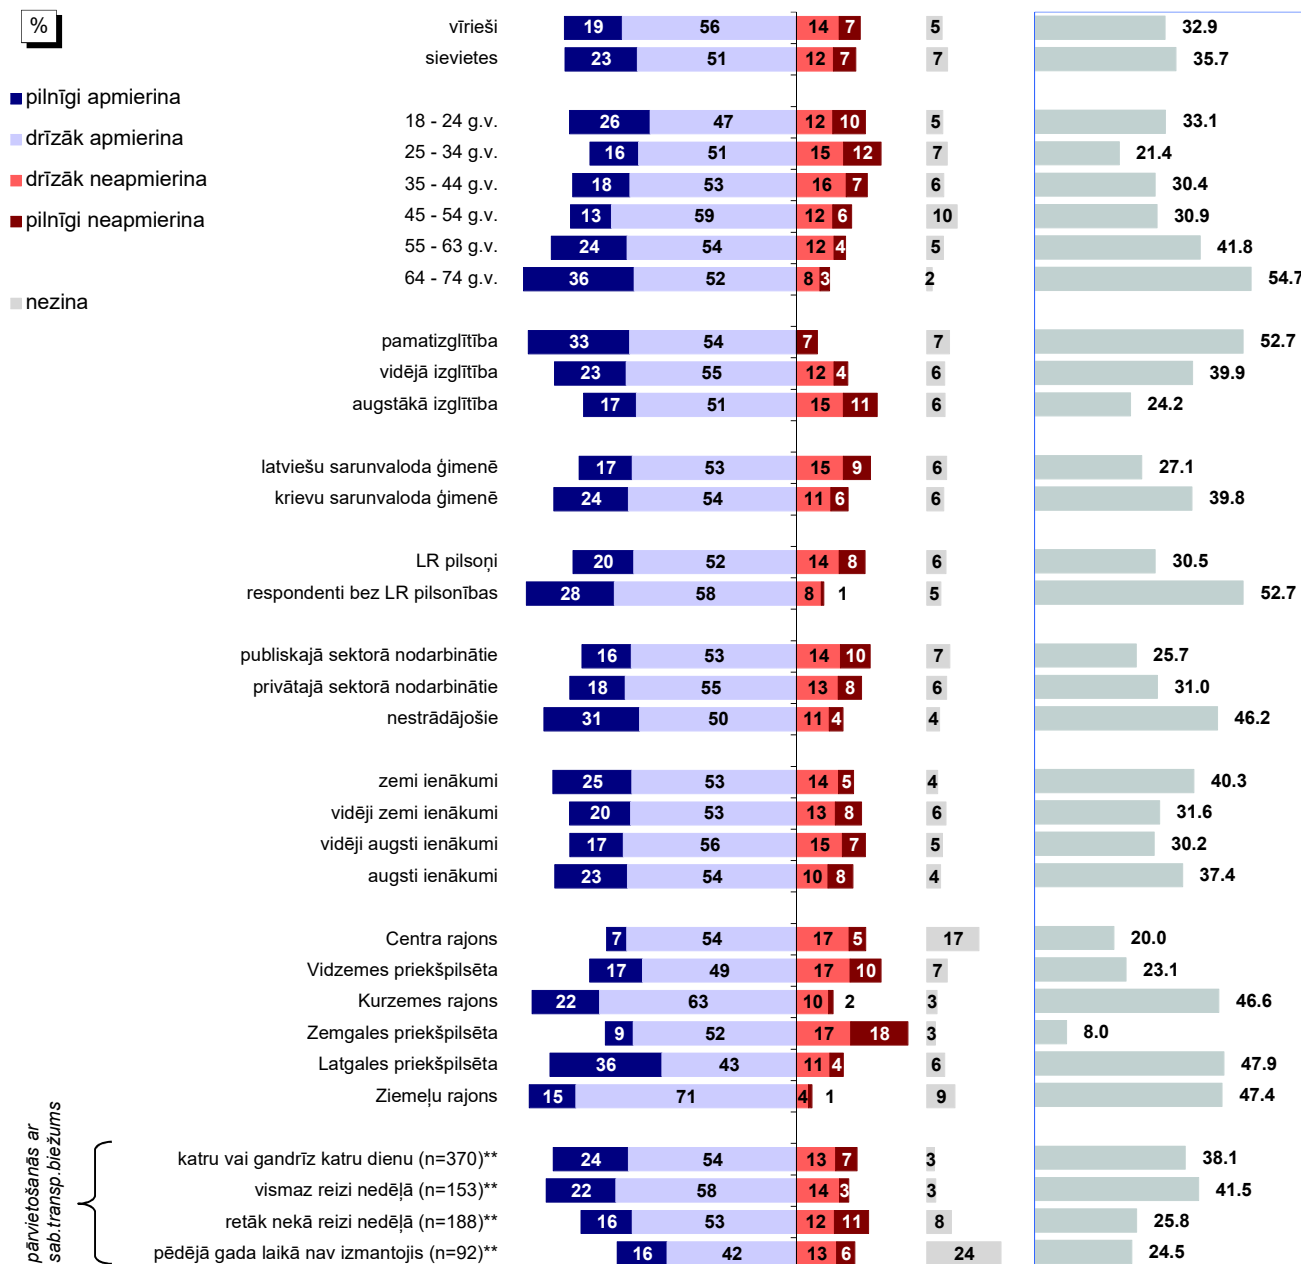 %
pilnīgi apmierina
drīzāk apmierina
drīzāk neapmierina
pilnīgi neapmierina
nezina
vīrieši 19 56 14 7 5 32.9
sievietes 23 51 12 7 7 35.7
18 - 24 g.v. 26 47 12 10 5 33.1
25 - 34 g.v. 16 51 15 12 7 21.4
35 - 44 g.v. 18 53 16 7 6 30.4
45 - 54 g.v. 13 59 12 6 10 30.9
55 - 63 g.v. 24 54 12 4 5 41.8
64 - 74 g.v. 36 52 8 3 2 54.7
pamatizglītība 33 54 7 7 52.7
vidējā izglītība 23 55 12 4 6 39.9
augstākā izglītība 17 51 15 11 6 24.2
latviešu sarunvaloda ģimenē 17 53 15 9 6 27.1
krievu sarunvaloda ģimenē 24 54 11 6 6 39.8
LR pilsoņi 20 52 14 8 6 30.5
respondenti bez LR pilsonības 28 58 8 1 5 52.7
publiskajā sektorā nodarbinātie 16 53 14 10 7 25.7
privātajā sektorā nodarbinātie 18 55 13 8 6 31.0
nestrādājošie 31 50 11 4 4 46.2
zemi ienākumi 25 53 14 5 4 40.3
vidēji zemi ienākumi 20 53 13 8 6 31.6
vidēji augsti ienākumi 17 56 15 7 5 30.2
augsti ienākumi 23 54 10 8 4 37.4
Centra rajons 7 54 17 5 17 20.0
Vidzemes priekšpilsēta 17 49 17 10 7 23.1
Kurzemes rajons 22 63 10 2 3 46.6
Zemgales priekšpilsēta 9 52 17 18 3 8.0
Latgales priekšpilsēta 36 43 11 4 6 47.9
Ziemeļu rajons 15 71 4 1 9 47.4
pārvietošanās ar
sab.transp.biežums
katru vai gandrīz katru dienu (n=370)** 24 54 13 7 3 38.1
vismaz reizi nedēļā (n=153)** 22 58 14 3 3 41.5
retāk nekā reizi nedēļā (n=188)** 16 53 12 11 8 25.8
pēdējā gada laikā nav izmantojis (n=92)** 16 42 13 6 24 24.5